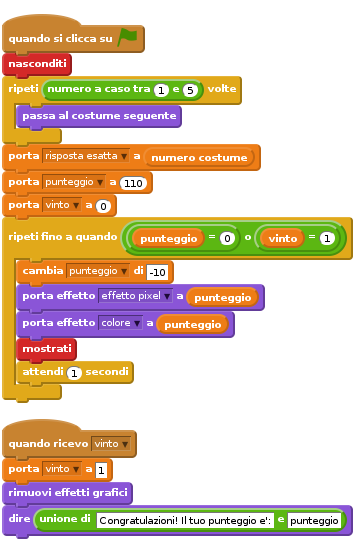 quando si clicca su
nasconditi
ripeti numero a caso tra 1 e 5 volte
passa al costume seguente
porta risposta esatta a numero costume
porta punteggio a 110
porta vinto a 0
ripeti fino a quando punteggio = 0 o vinto = 1
cambia punteggio di -10
porta effetto effetto pixel a punteggio
porta effetto colore a punteggio
mostrati
attendi 1 secondi
quando ricevo vinto
porta vinto a 1
rimuovi effetti grafici
dire unione di Congratulazioni! Il tuo punteggio e': e punteggio